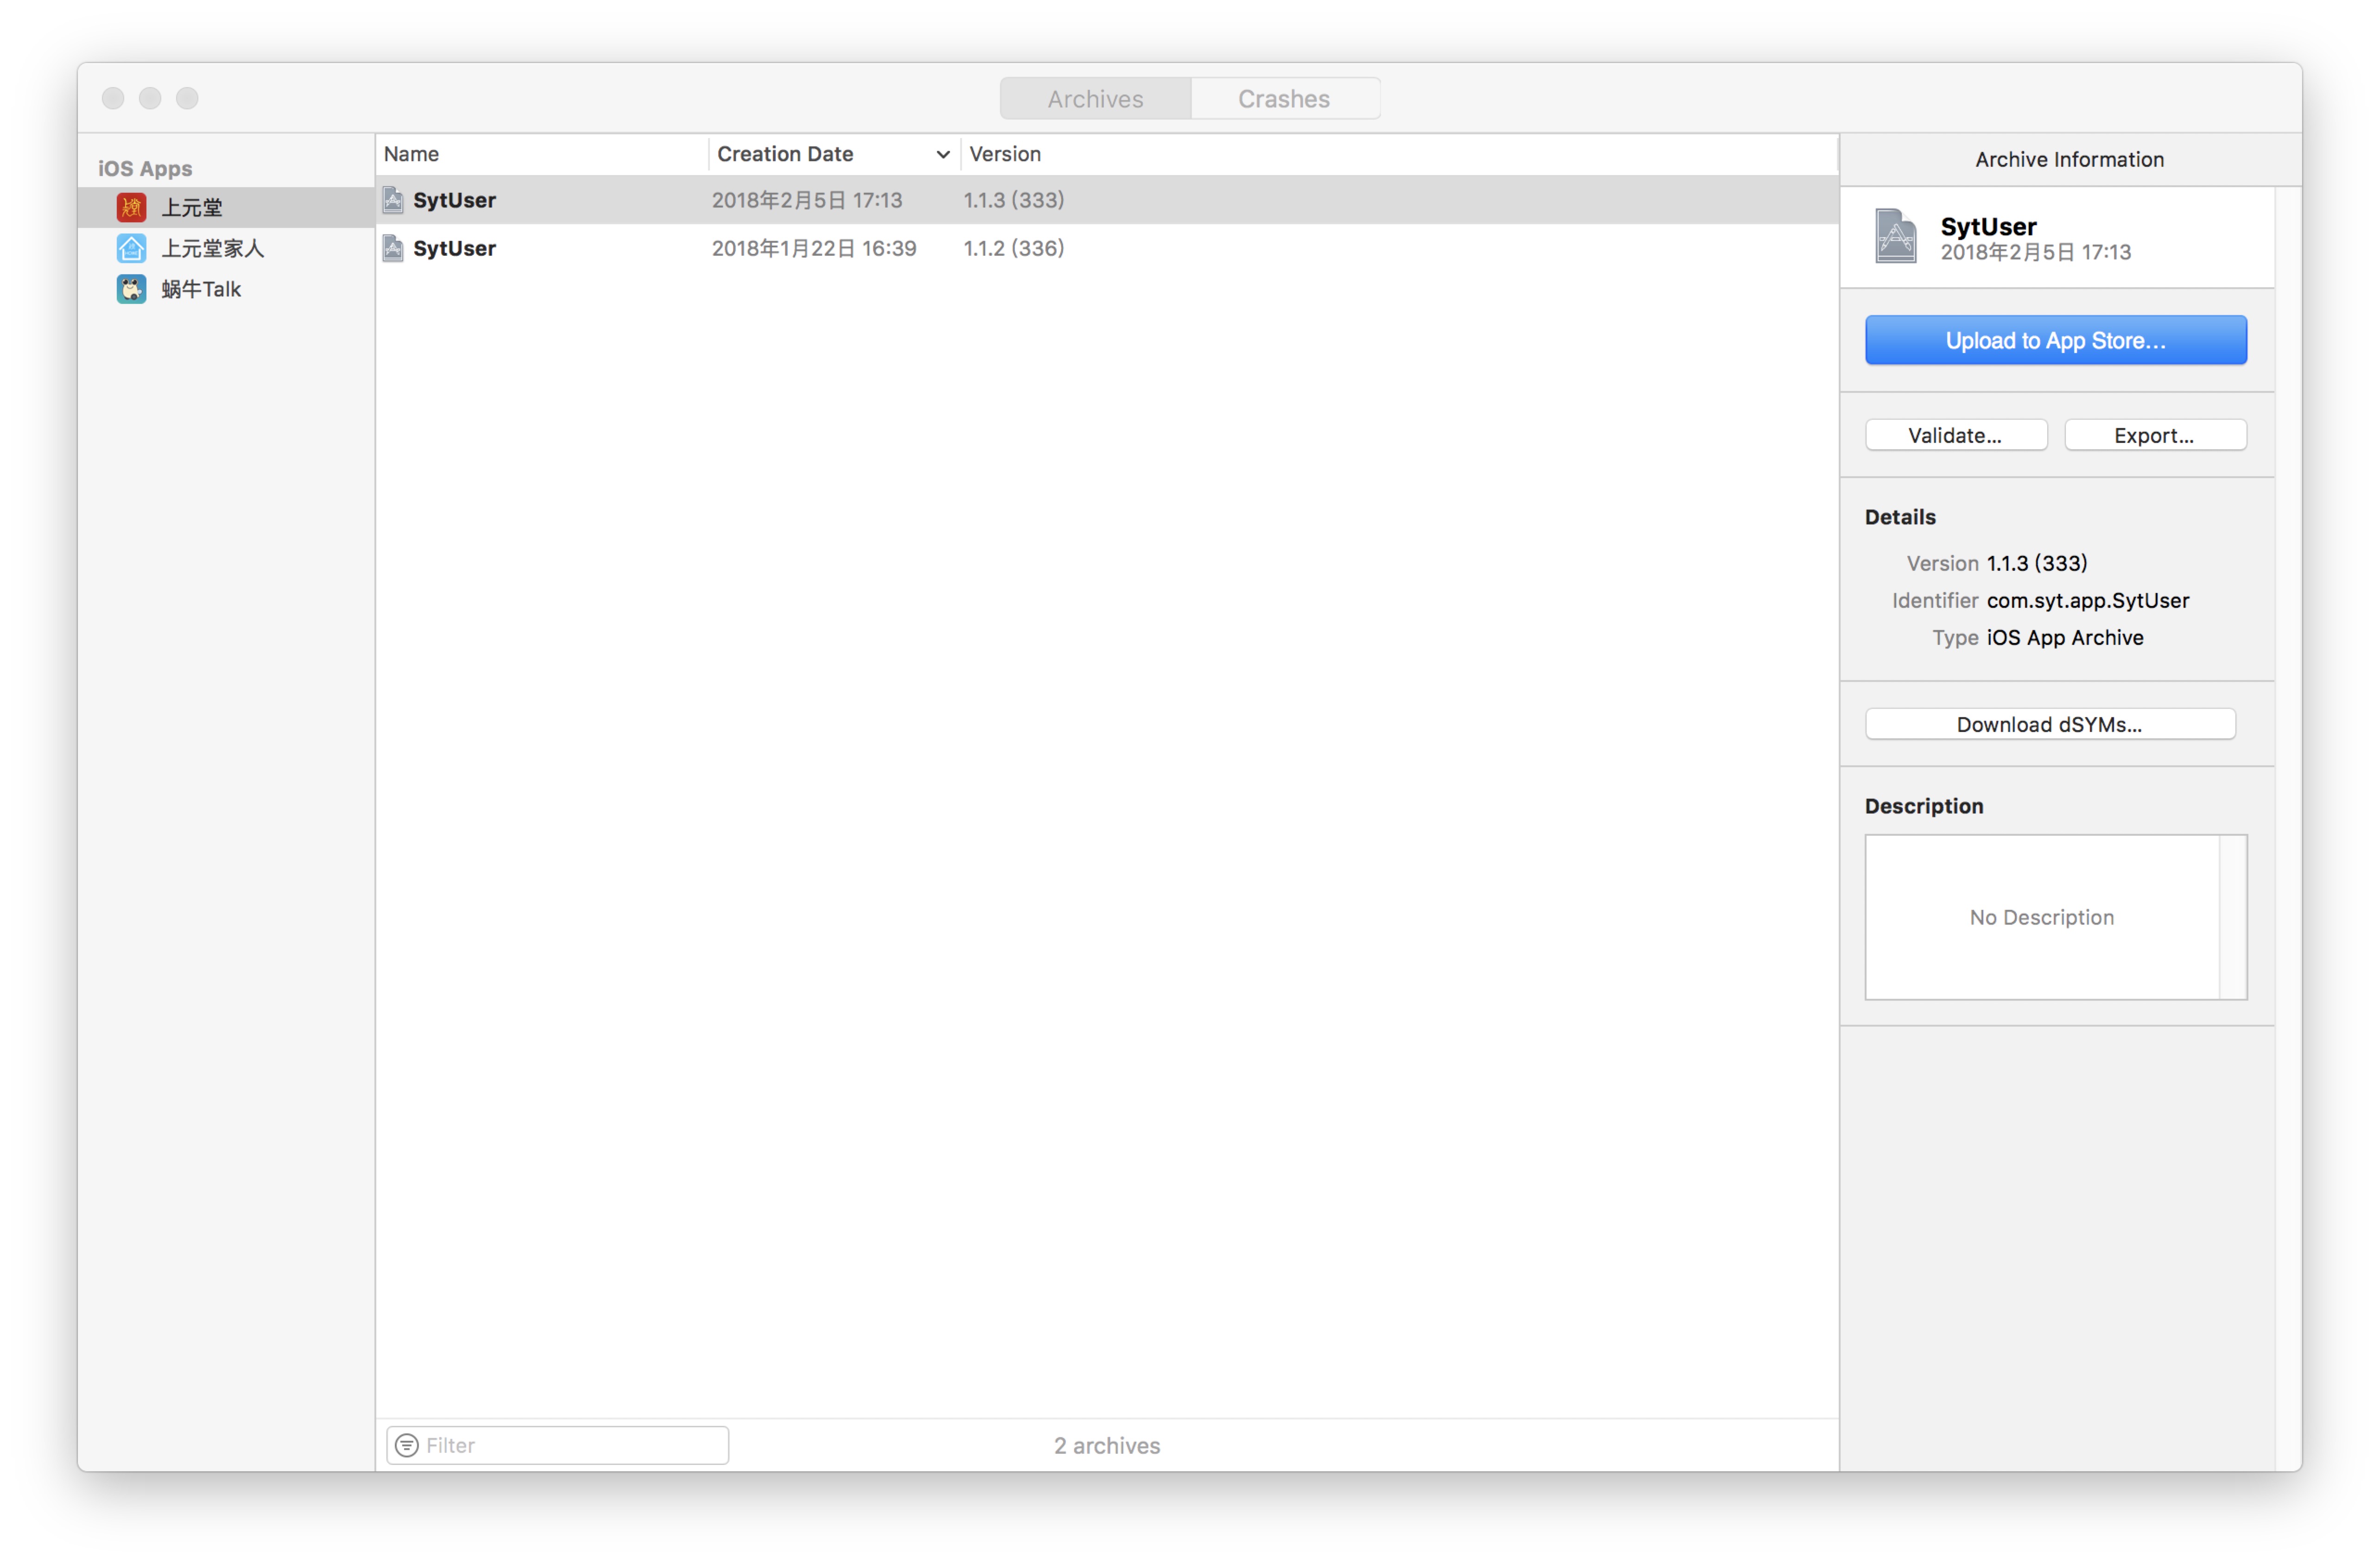 Archives Crashes
iOS Apps
上元堂
上元堂家人
蜗牛Talk
Name Creation Date Version
SytUser 2018年2月5日 17:13 1.1.3 (333)
SytUser 2018年1月22日 16:39 1.1.2 (336)
Filter
2 archives
Archive Information
SytUser
2018年2月5日 17:13
Upload to App Store…
Validate… Export…
Details
Version 1.1.3 (333)
Identifier com.syt.app.SytUser
Type iOS App Archive
Download dSYMs…
Description
No Description